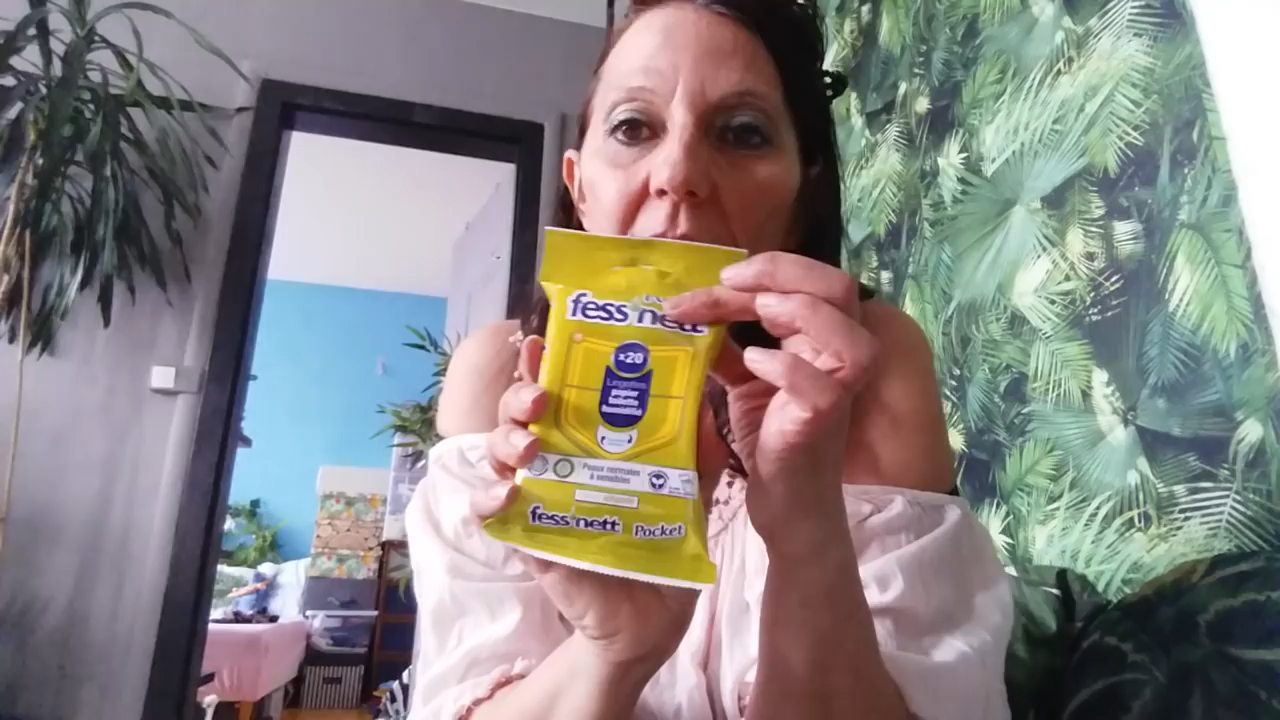 fess'nett
x20
Lingettes
papier
toilette
humidifié
Peaux normales
à sensibles
fess'nett Pocket